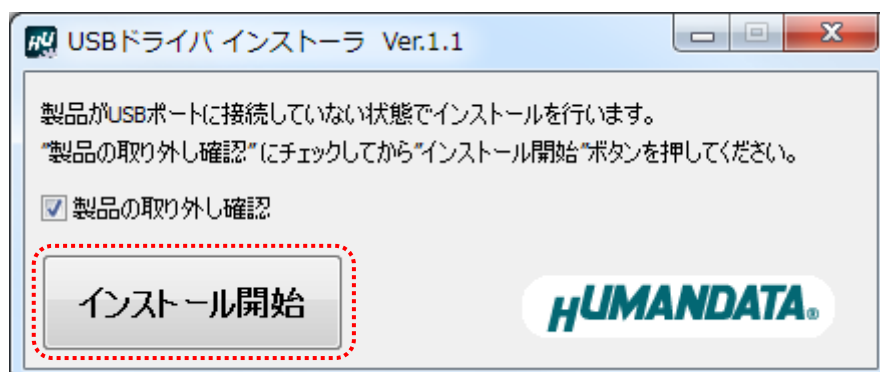 USBドライバ インストーラ Ver.1.1
製品がUSBポートに接続していない状態でインストールを行います。
"製品の取り外し確認"にチェックしてから"インストール開始"ボタンを押してください。
製品の取り外し確認
インストール開始
HUMANDATA®